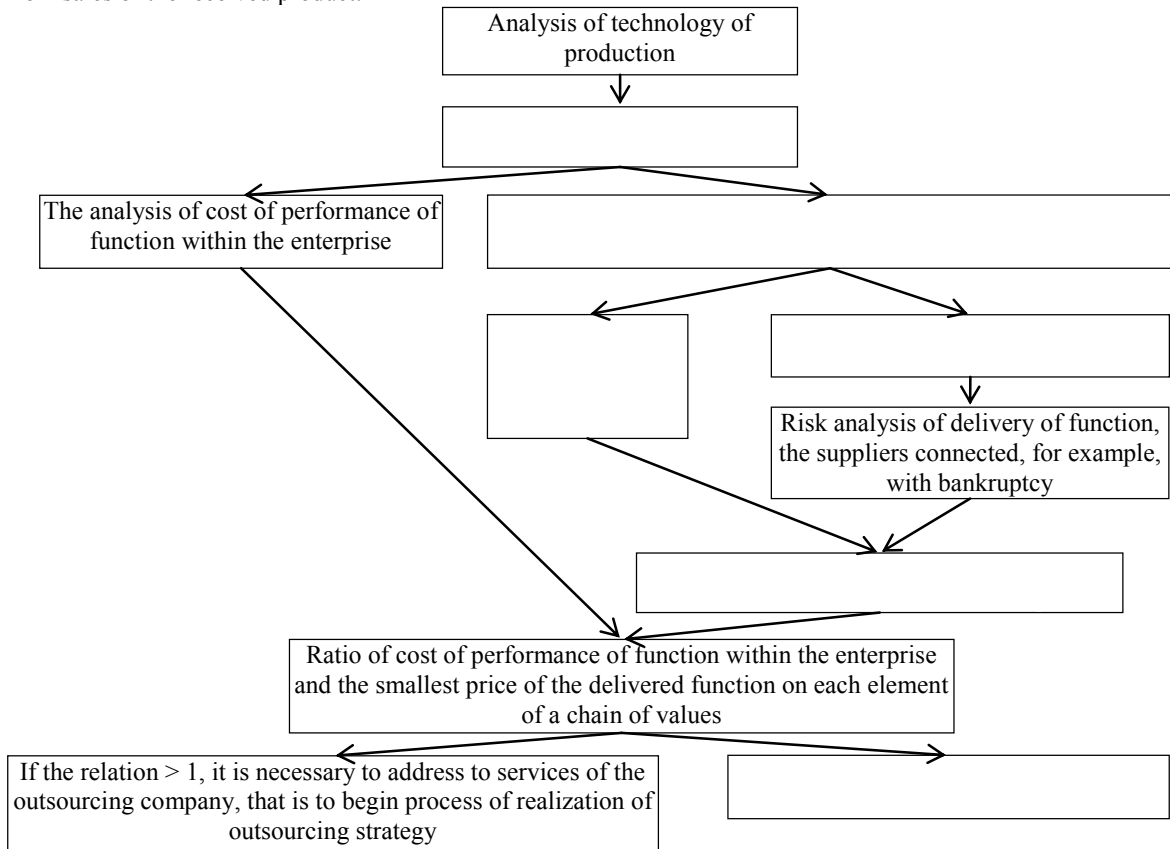 Analysis of technology of
production
The analysis of cost of performance of
function within the enterprise
Risk analysis of delivery of function,
the suppliers connected, for example,
with bankruptcy
Ratio of cost of performance of function within the enterprise
and the smallest price of the delivered function on each element
of a chain of values
If the relation > 1, it is necessary to address to services of the
outsourcing company, that is to begin process of realization of
outsourcing strategy